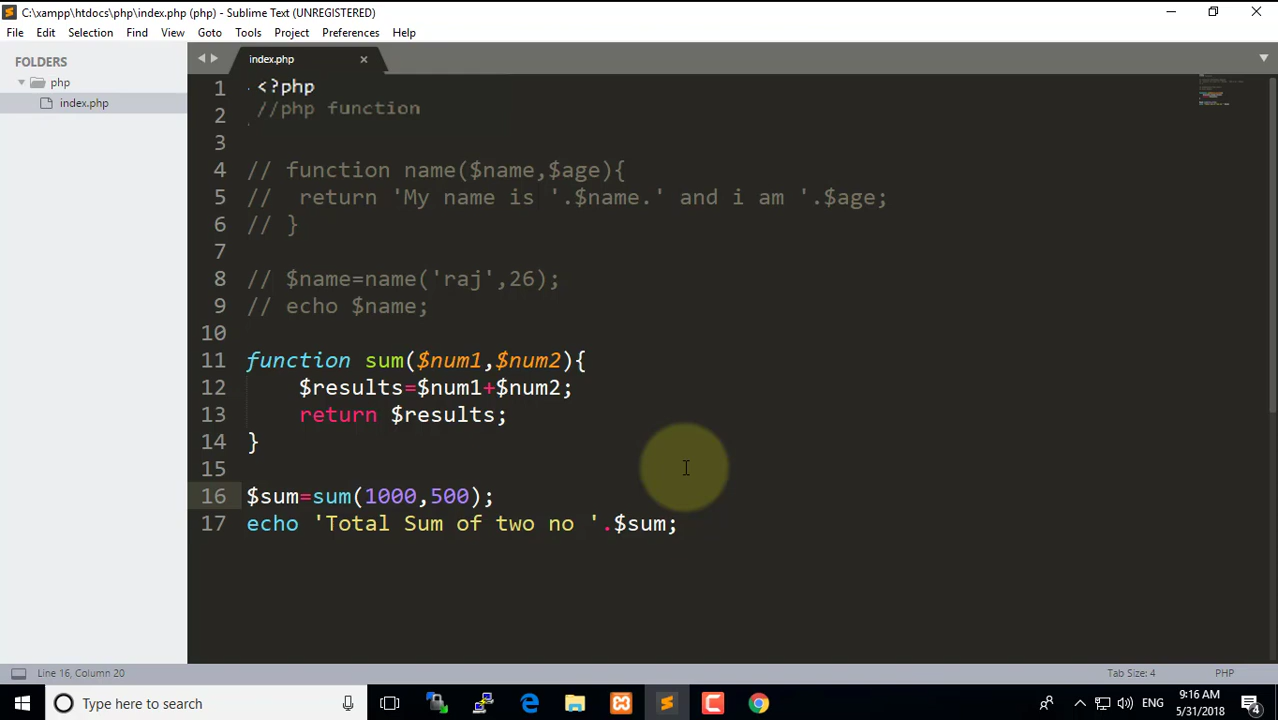 C:\xampp\htdocs\php\index.php (php) - Sublime Text (UNREGISTERED)
File Edit Selection Find View Goto Tools Project Preferences Help
FOLDERS
php
index.php
index.php
1 <?php
2 //php function
3
4 // function name($name,$age){
5 //  return 'My name is '.$name.' and i am '.$age;
6 // }
7
8 // $name=name('raj',26);
9 // echo $name;
10
11 function sum($num1,$num2){
12     $results=$num1+$num2;
13     return $results;
14 }
15
16 $sum=sum(1000,500);
17 echo 'Total Sum of two no '.$sum;
Line 16, Column 20
Tab Size: 4
PHP
Type here to search
ENG
9:16 AM
5/31/2018
4